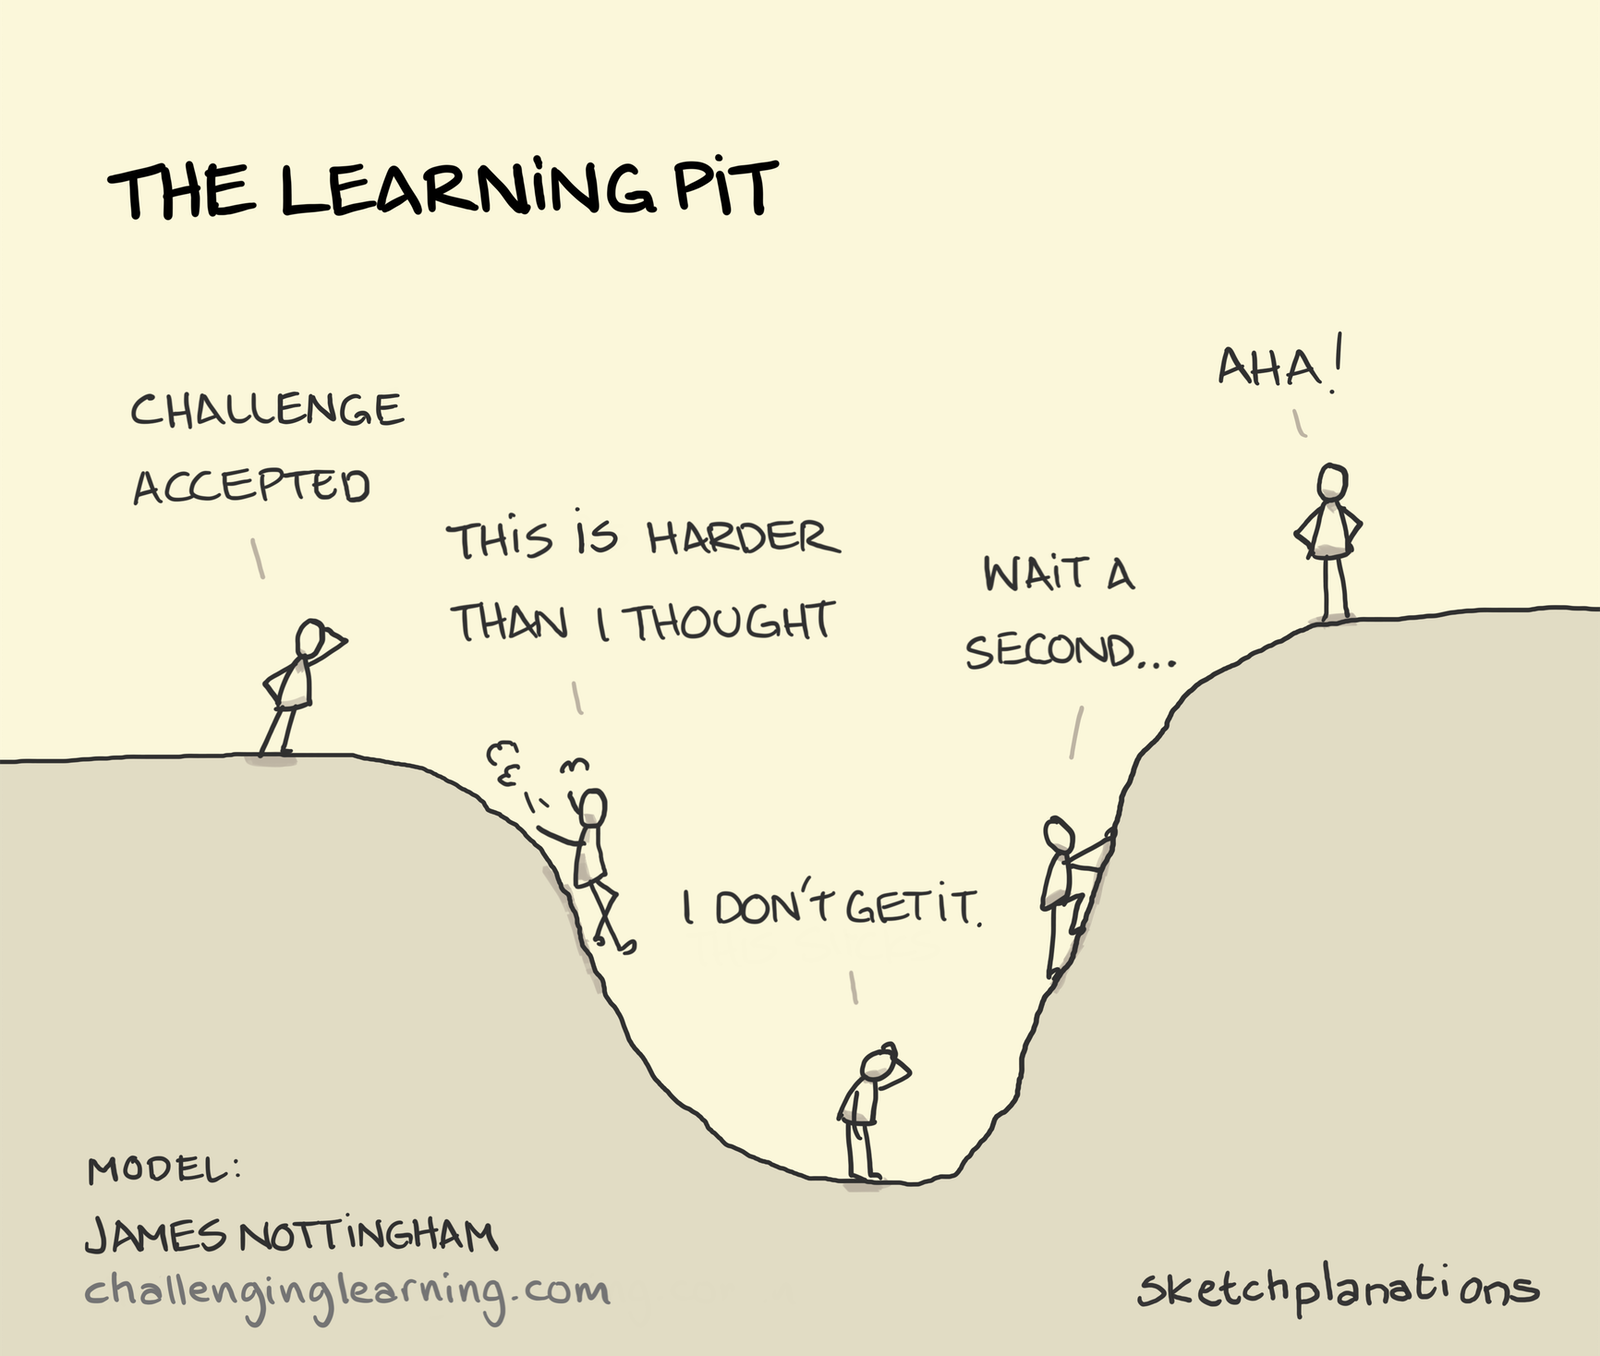 THE LEARNING PIT
CHALLENGE
ACCEPTED
THIS IS HARDER
THAN I THOUGHT
I DON'T GET IT.
WAIT A
SECOND...
AHA!
MODEL:
JAMES NOTTINGHAM
challenginglearning.com
sketchplanations